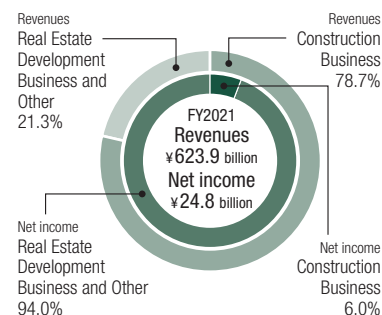 Revenues
Real Estate
Development
Business and
Other
21.3%
Revenues
Construction
Business
78.7%
FY2021
Revenues
¥623.9 billion
Net income
¥24.8 billion
Net income
Real Estate
Development
Business and Other
94.0%
Net income
Construction
Business
6.0%